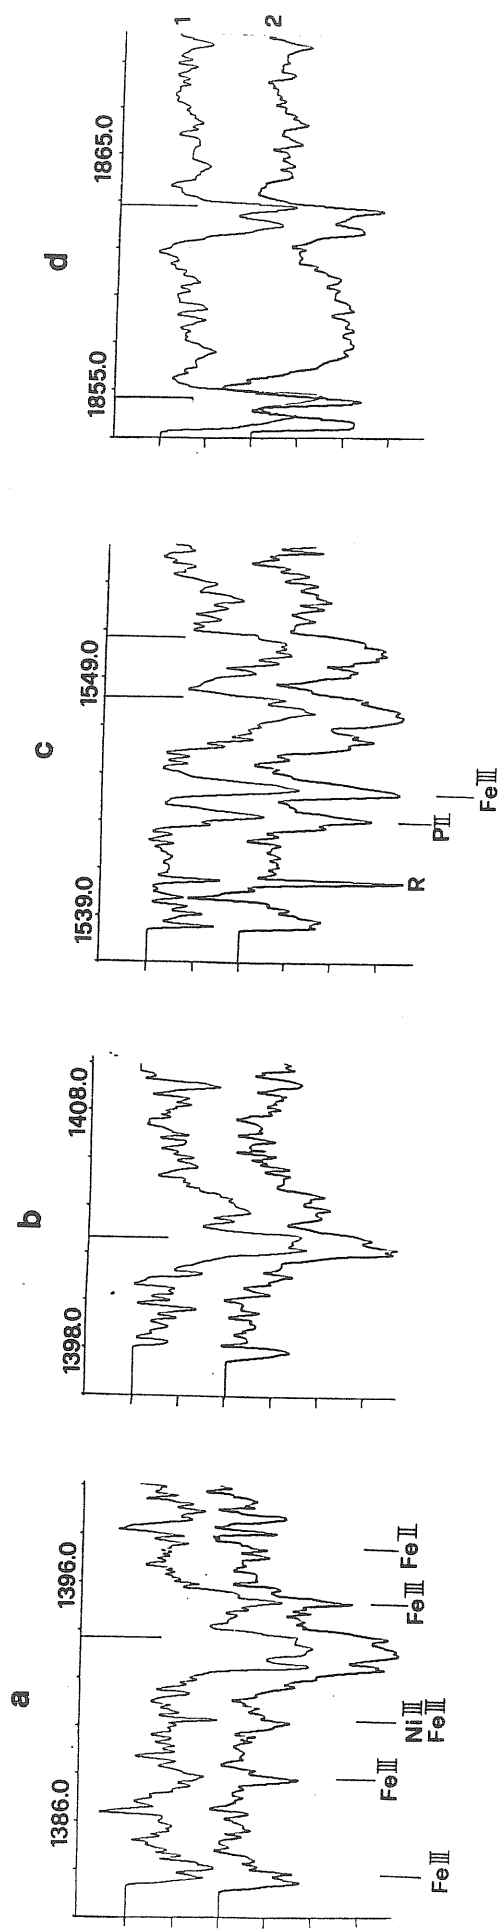 a
1386.0 1396.0
Fe III
Fe III
Ni III
Fe III
Fe III
Fe II
b
1398.0 1408.0
c
1539.0 1549.0
R
P II
Fe III
d
1855.0 1865.0
1
2